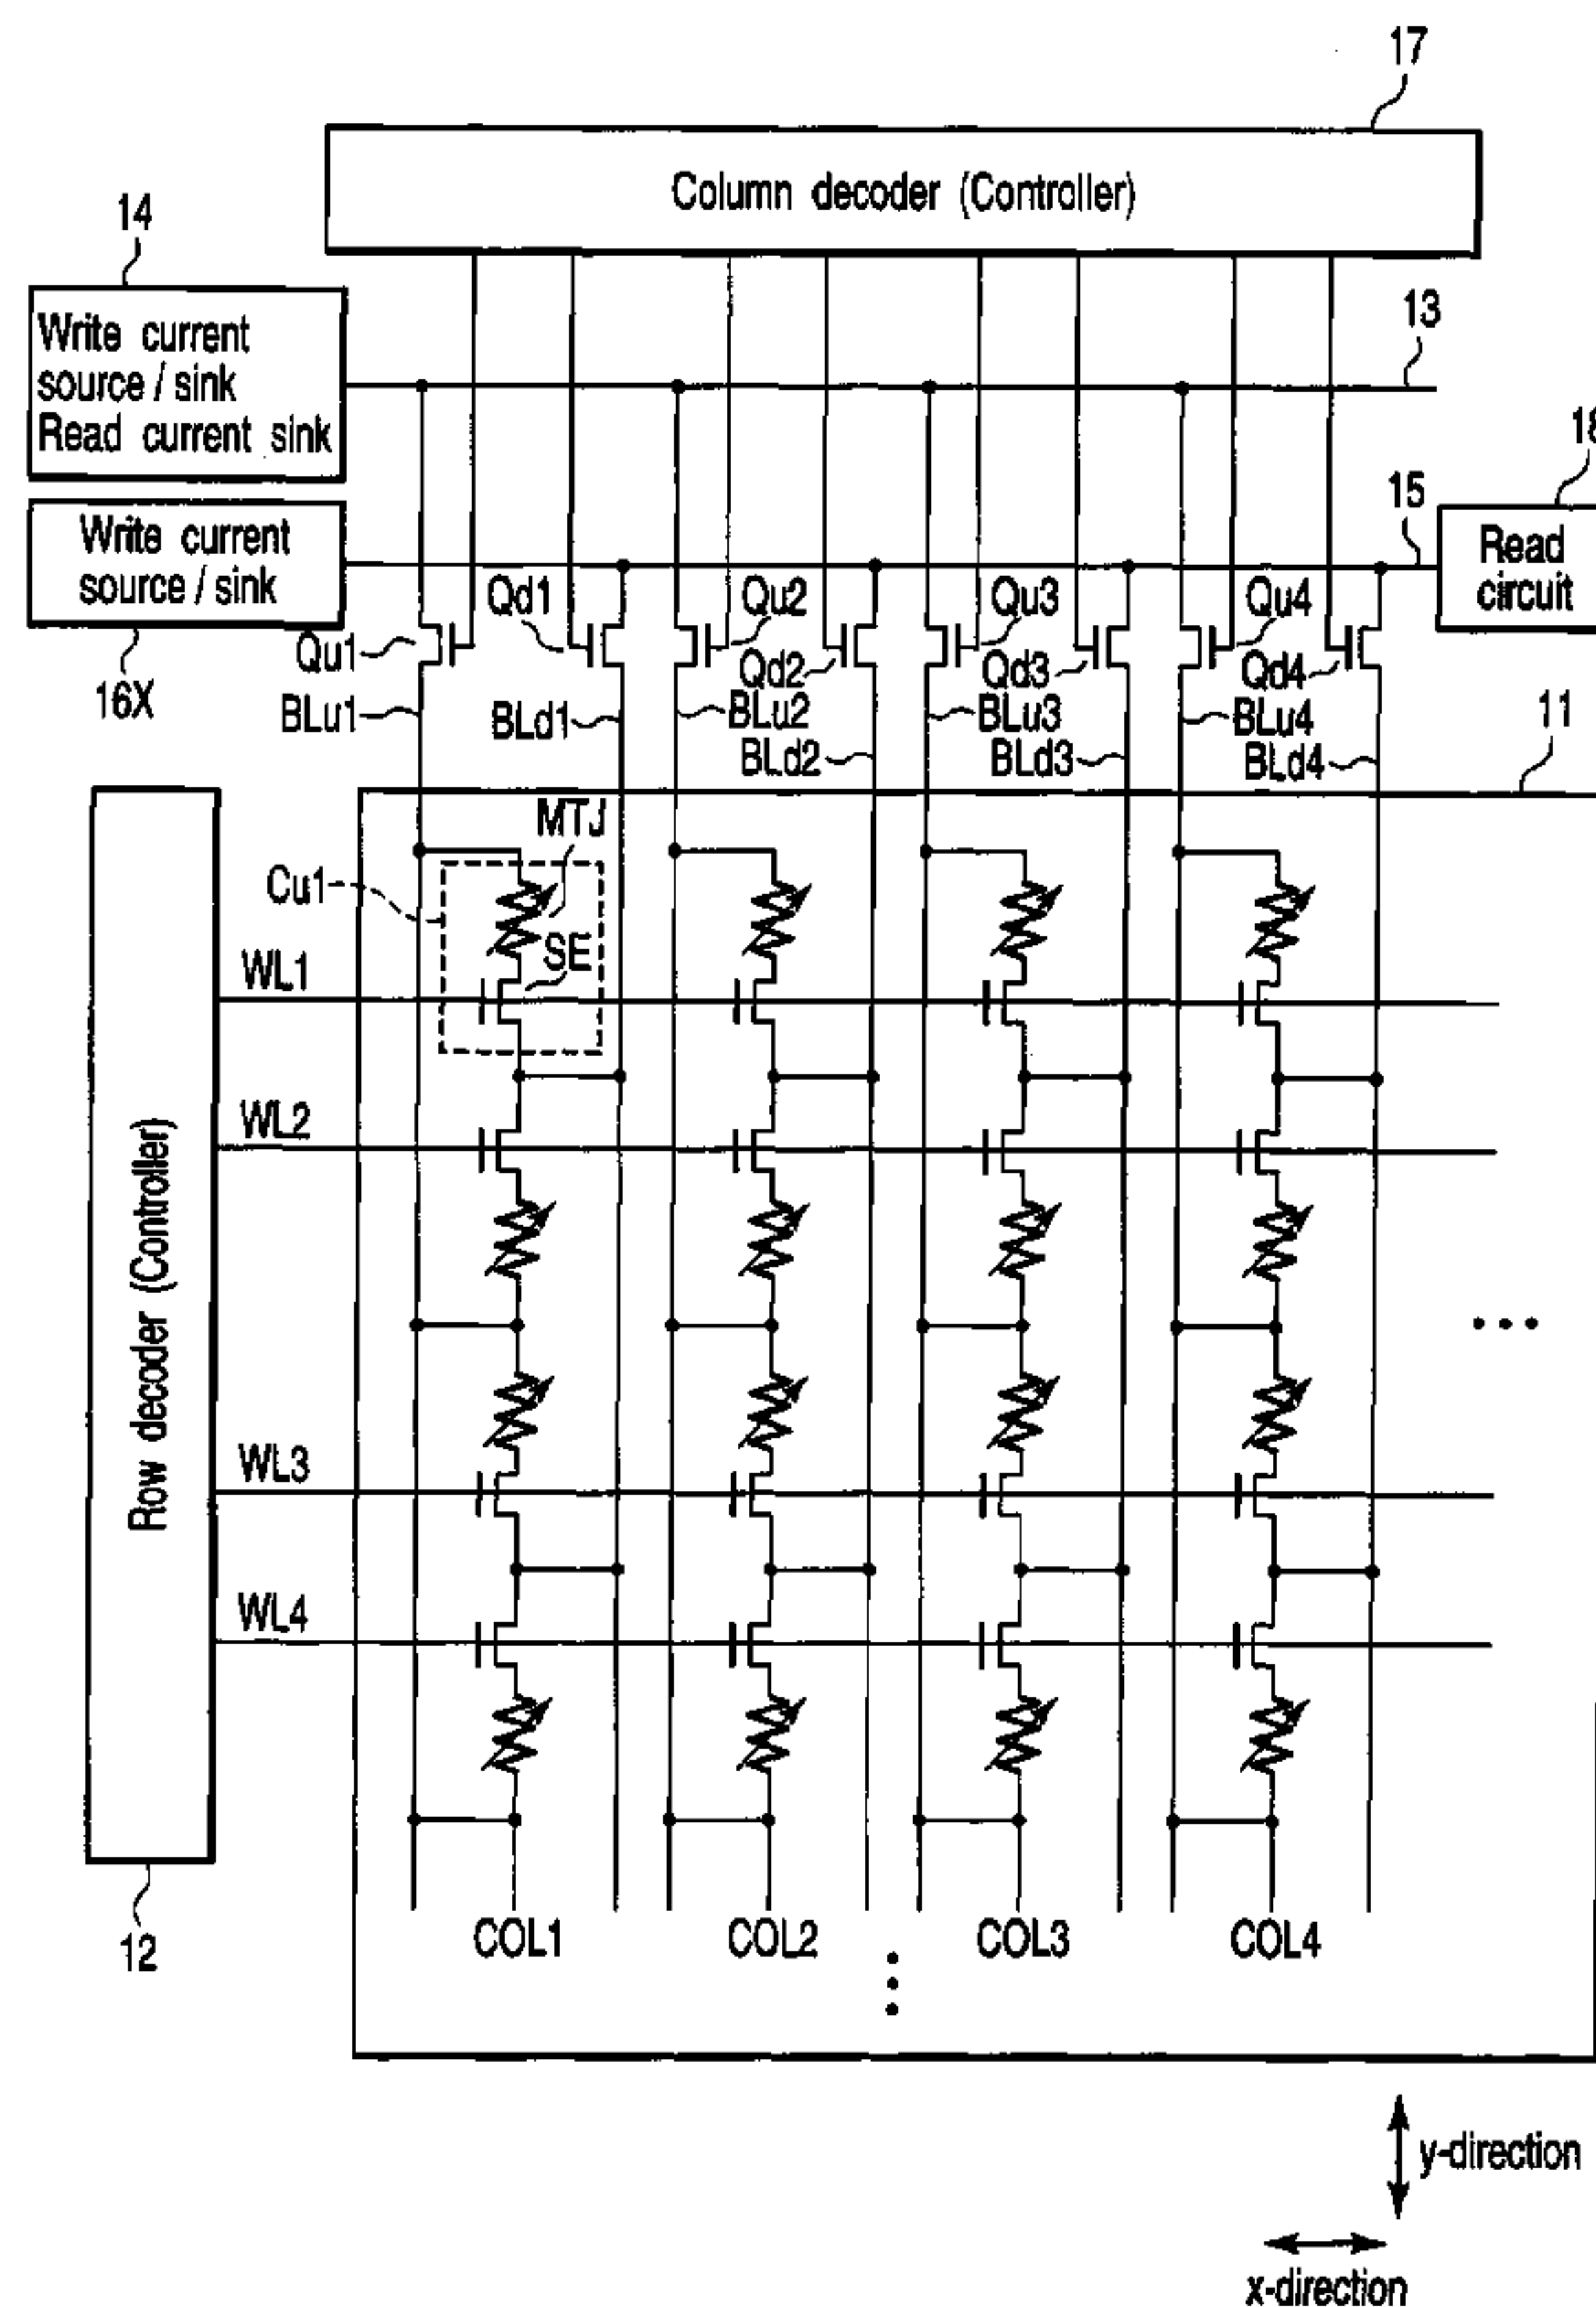 17
Column decoder (Controller)
14
Write current
source / sink
Read current sink
13
18
15
Write current
source / sink
Read
circuit
16X
Qu1
Qd1
Qu2
Qd2
Qu3
Qd3
Qu4
Qd4
BLu1
BLd1
BLu2
BLd2
BLu3
BLd3
BLu4
BLd4
11
MTJ
Cu1
SE
WL1
WL2
Row decoder (Controller)
WL3
WL4
12
COL1
COL2
COL3
COL4
y-direction
x-direction